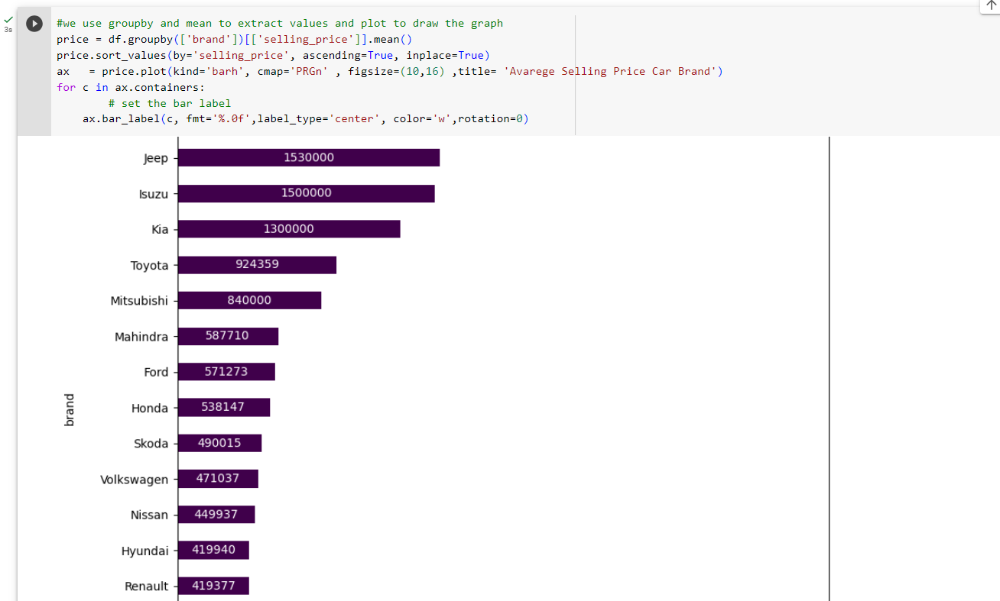 #we use groupby and mean to extract values and plot to draw the graph
3s
price = df.groupby(['brand'])[['selling_price']].mean()
price.sort_values(by='selling_price', ascending=True, inplace=True)
ax   = price.plot(kind='barh', cmap='PRGn' , figsize=(10,16) ,title= 'Avarege Selling Price Car Brand')
for c in ax.containers:
        # set the bar label
    ax.bar_label(c, fmt='%.0f',label_type='center', color='w',rotation=0)
Jeep 1530000
Isuzu 1500000
Kia 1300000
Toyota 924359
Mitsubishi 840000
Mahindra 587710
Ford 571273
brand
Honda 538147
Skoda 490015
Volkswagen 471037
Nissan 449937
Hyundai 419940
Renault 419377